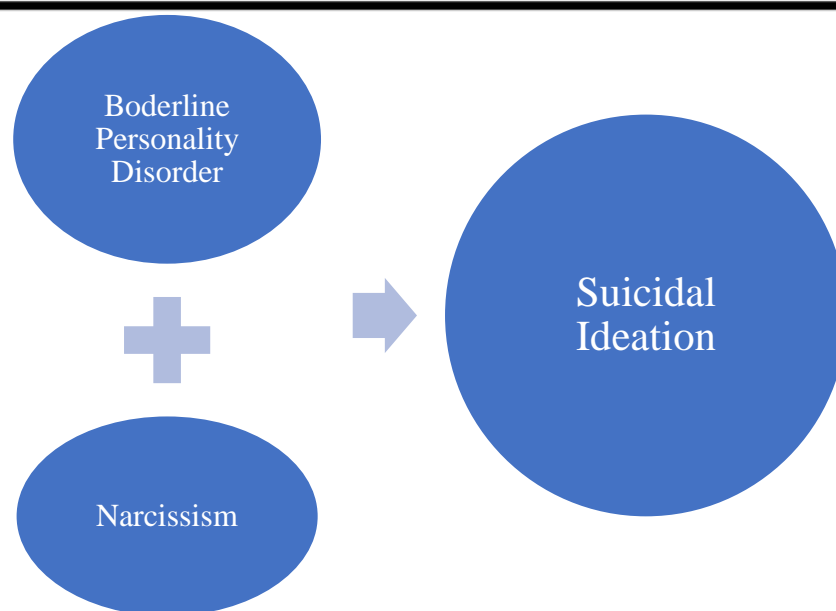 Boderline
Personality
Disorder
Narcissism
Suicidal
Ideation